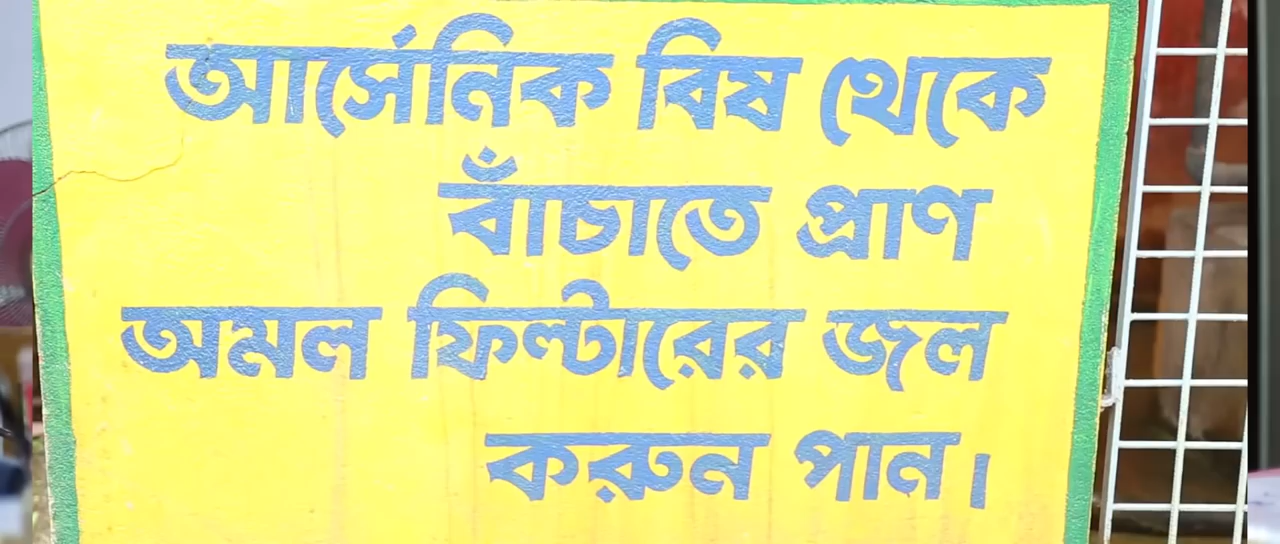 আর্সেনিক বিষ থেকে
বাঁচাতে প্রাণ
অমল ফিল্টারের জল
করুন পান।